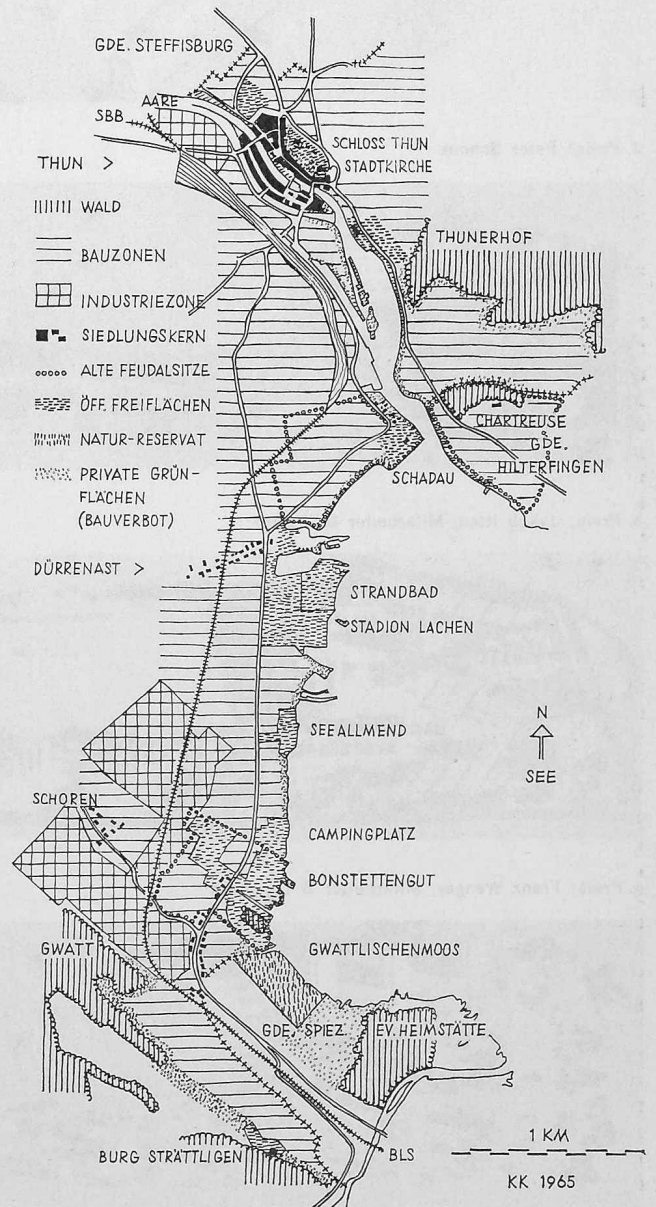 GDE. STEFFISBURG
AARE
SBB
SCHLOSS THUN
STADTKIRCHE
THUN >
WALD
BAUZONEN
INDUSTRIEZONE
SIEDLUNGSKERN
ALTE FEUDALSITZE
ÖFF. FREIFLÄCHEN
NATUR-RESERVAT
PRIVATE GRÜN-
FLÄCHEN
(BAUVERBOT)
THUNERHOF
CHARTREUSE
GDE.
HILTERFINGEN
SCHADAU
DÜRRENAST >
STRANDBAD
STADION LACHEN
SEEALLMEND
N
SEE
SCHOREN
CAMPINGPLATZ
BONSTETTENGUT
GWATT
GWATTLISCHENMOOS
GDE. SPIEZ
EV. HEIMSTÄTTE
BURG STRÄTTLIGEN
BLS
1 KM
KK 1965